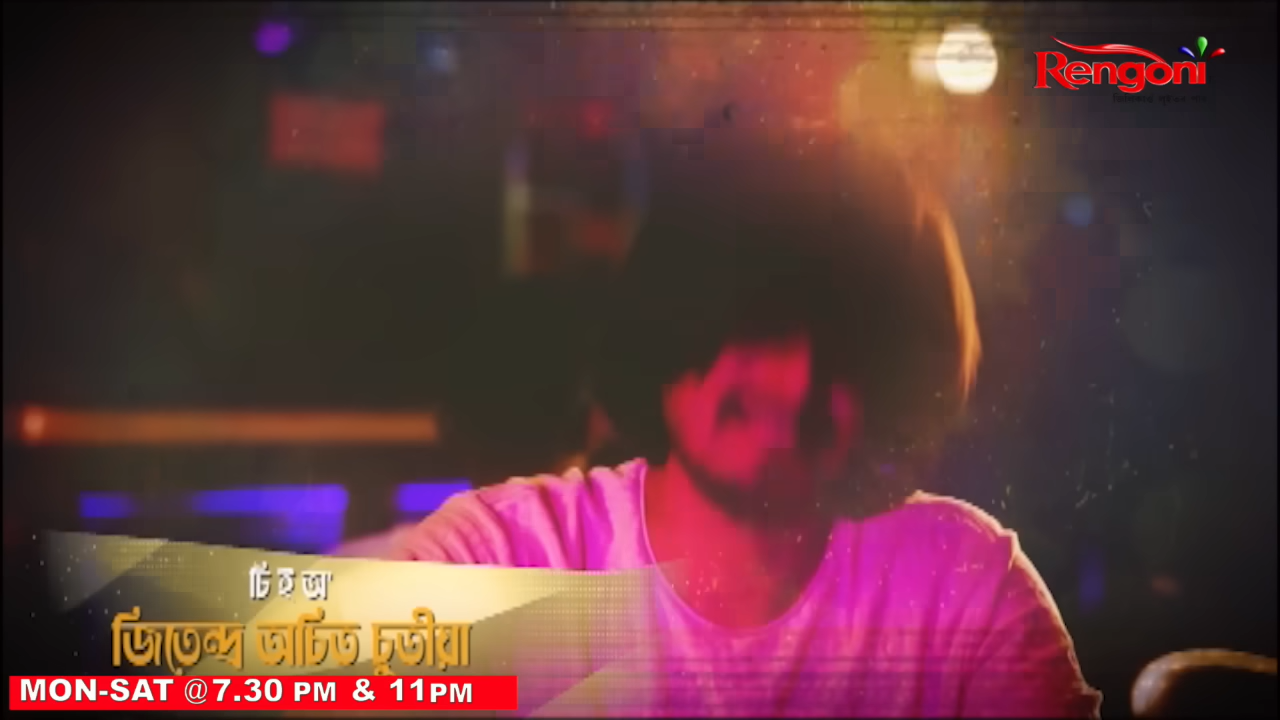 Rengoni
চি ই অ'
জিতেন্দ্ৰ অচিত চুতীয়া
MON-SAT @7.30 PM & 11PM